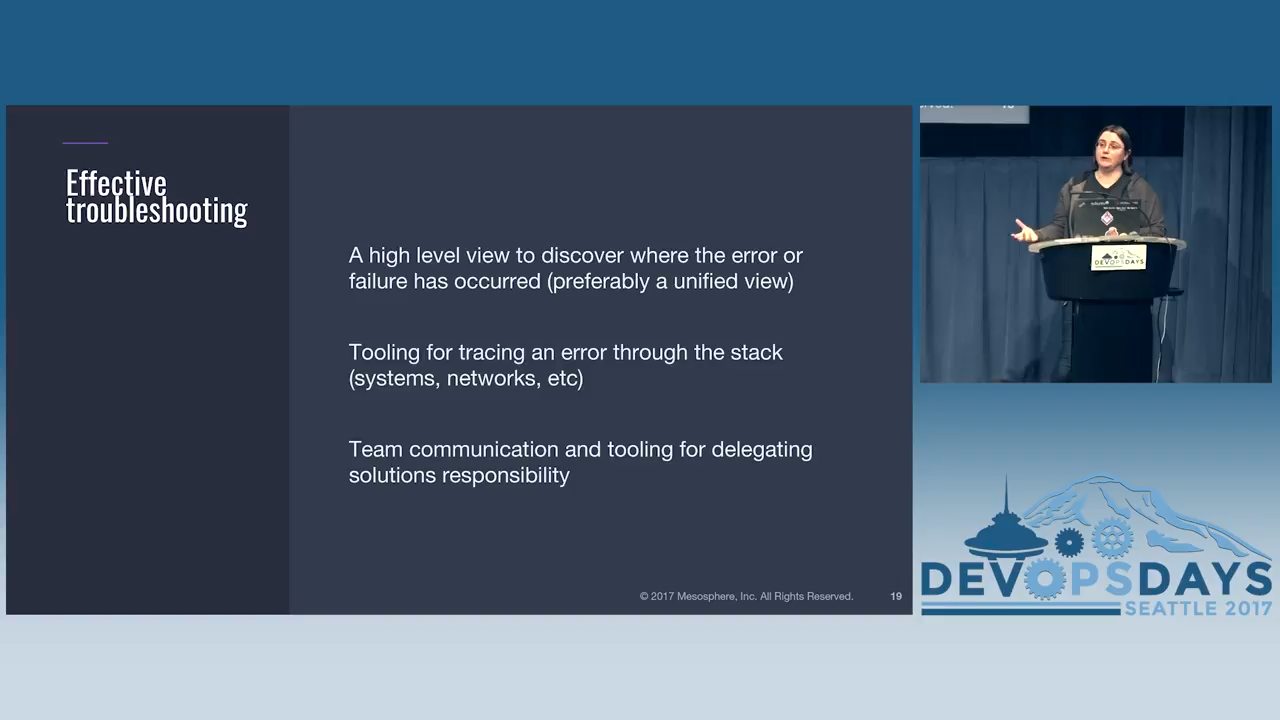 Effective
troubleshooting
A high level view to discover where the error or
failure has occurred (preferably a unified view)
Tooling for tracing an error through the stack
(systems, networks, etc)
Team communication and tooling for delegating
solutions responsibility
© 2017 Mesosphere, Inc. All Rights Reserved.
19
DEVOPSDAYS
DEVOPSDAYS
SEATTLE 2017